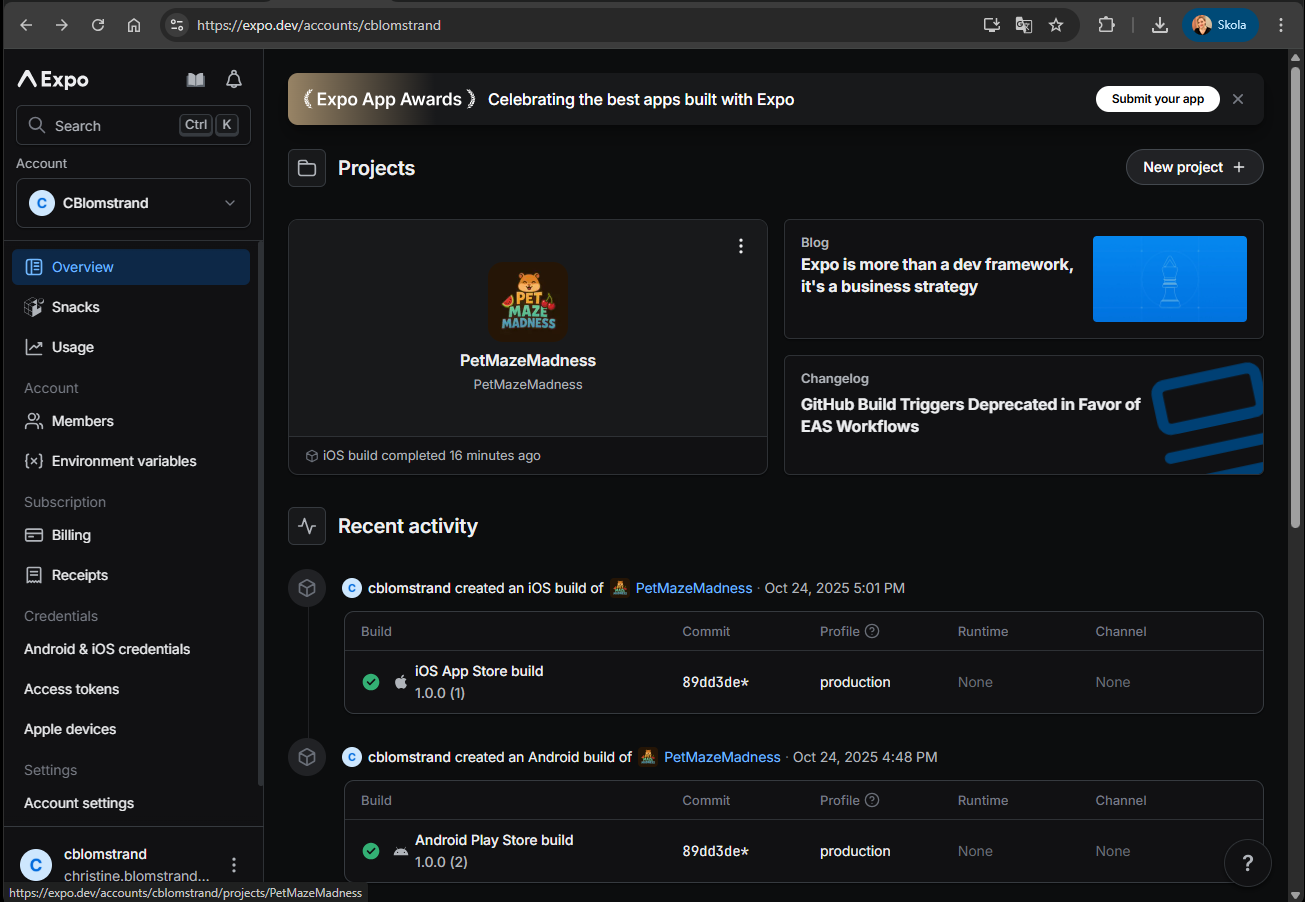 https://expo.dev/accounts/cblomstrand
Skola
Expo
Search
Ctrl K
Account
C CBlomstrand
Overview
Snacks
Usage
Account
Members
{x} Environment variables
Subscription
Billing
Receipts
Credentials
Android & iOS credentials
Access tokens
Apple devices
Settings
Account settings
C cblomstrand
christine.blomstrand...
https://expo.dev/accounts/cblomstrand/projects/PetMazeMadness
Expo App Awards Celebrating the best apps built with Expo
Submit your app
Projects
New project +
PET
MAZE
MADNESS
PetMazeMadness
PetMazeMadness
iOS build completed 16 minutes ago
Blog
Expo is more than a dev framework,
it's a business strategy
Changelog
GitHub Build Triggers Deprecated in Favor of
EAS Workflows
Recent activity
C cblomstrand created an iOS build of PetMazeMadness · Oct 24, 2025 5:01 PM
Build Commit Profile ? Runtime Channel
iOS App Store build
1.0.0 (1)
89dd3de* production None None
C cblomstrand created an Android build of PetMazeMadness · Oct 24, 2025 4:48 PM
Build Commit Profile ? Runtime Channel
Android Play Store build
1.0.0 (2)
89dd3de* production None None
?